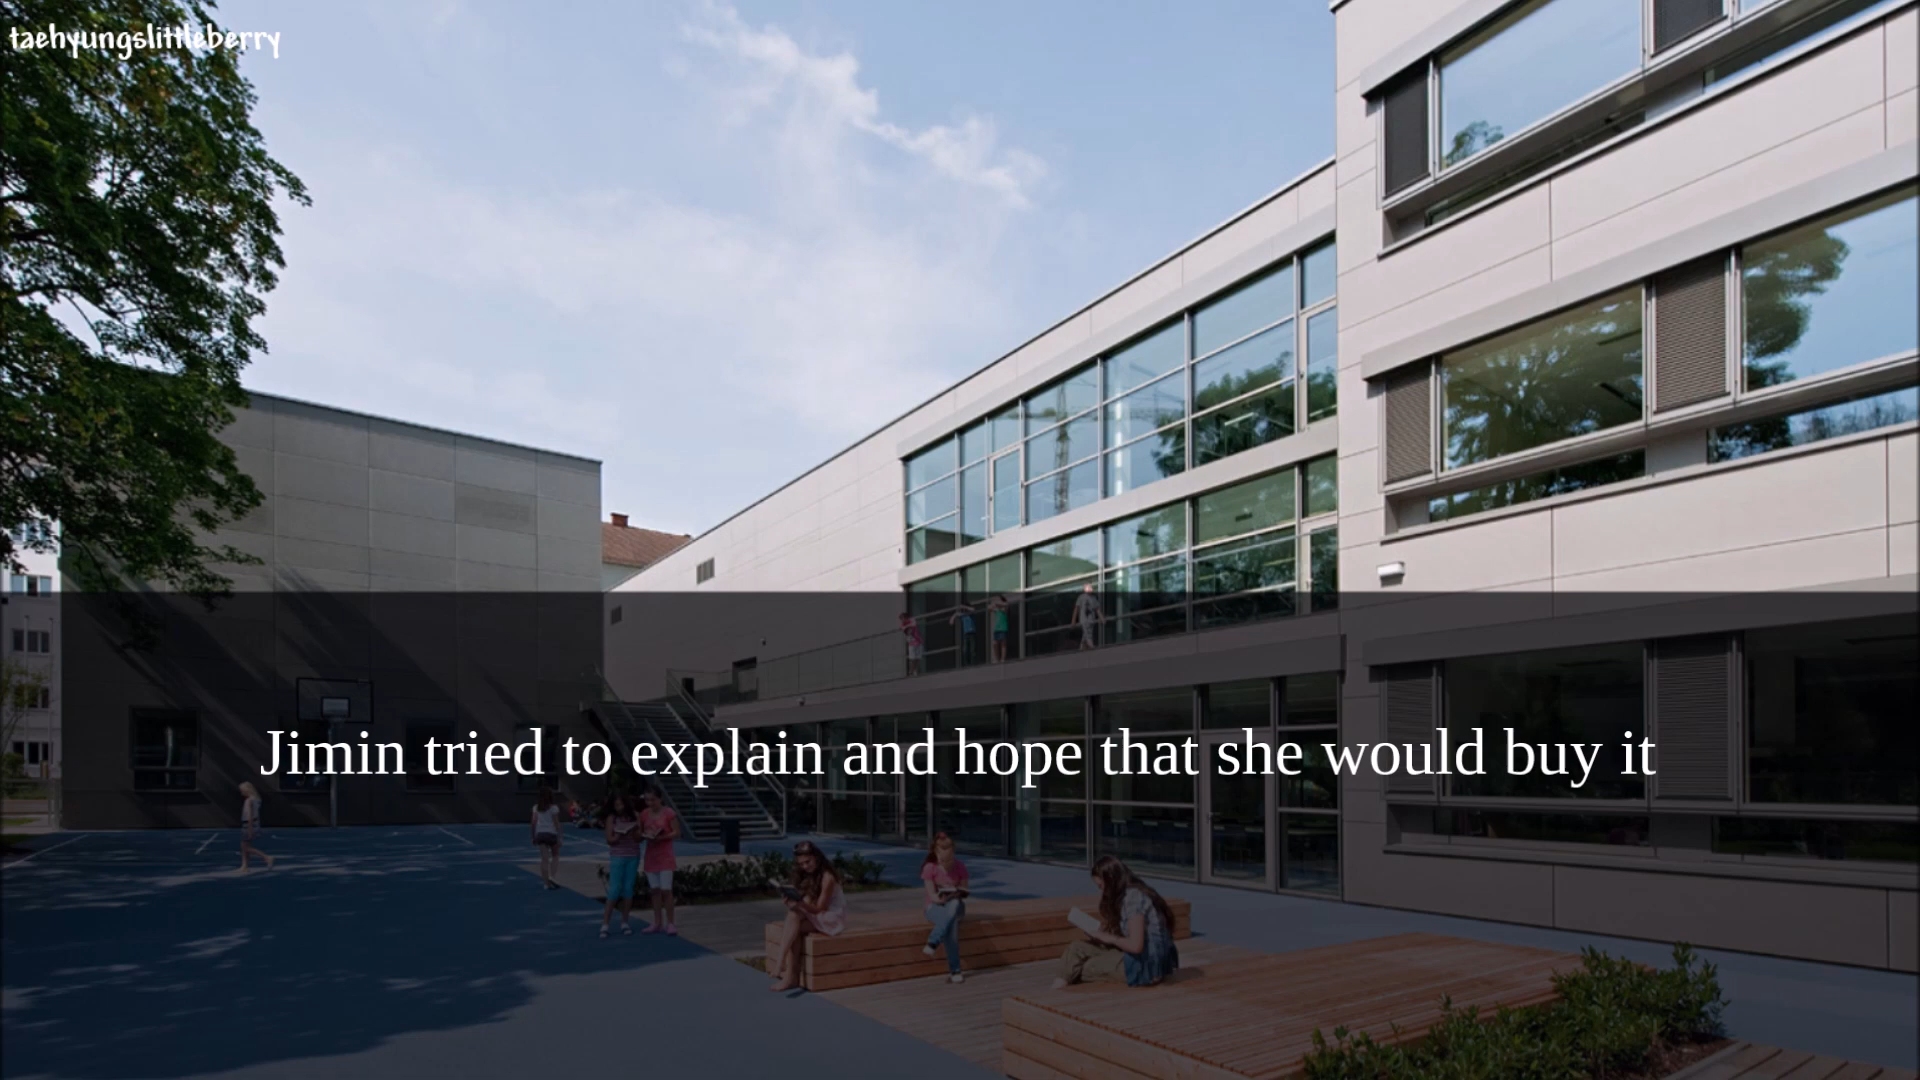 taehyungslittleberry
Jimin tried to explain and hope that she would buy it